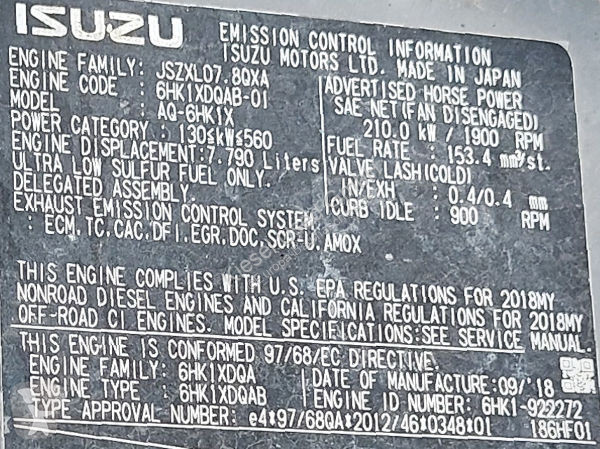 ISUZU
EMISSION CONTROL INFORMATION
ISUZU MOTORS LTD. MADE IN JAPAN
ENGINE FAMILY: JSZXL07.8QXA
ENGINE CODE : 6HK1XDQAB-01
MODEL : AQ-6HK1X
POWER CATEGORY : 130≤kW≤560
ENGINE DISPLACEMENT:7.790 Liters
ULTRA LOW SULFUR FUEL ONLY.
DELEGATED ASSEMBLY.
EXHAUST EMISSION CONTROL SYSTEM
: ECM,TC,CAC,DFI,EGR,DOC,SCR-U,AMOX
ADVERTISED HORSE POWER
SAE NET(FAN DISENGAGED)
210.0 kW / 1900 RPM
FUEL RATE : 153.4 mm³/st.
VALVE LASH(COLD)
IN/EXH : 0.4/0.4 mm
CURB IDLE : 900 RPM
THIS ENGINE COMPLIES WITH U.S. EPA REGULATIONS FOR 2018MY
NONROAD DIESEL ENGINES AND CALIFORNIA REGULATIONS FOR 2018MY
OFF-ROAD CI ENGINES. MODEL SPECIFICATIONS:SEE SERVICE MANUAL.
THIS ENGINE IS CONFORMED 97/68/EC DIRECTIVE.
ENGINE FAMILY : 6HK1XDQA
ENGINE TYPE : 6HK1XDQAB
DATE OF MANUFACTURE:09/'18
ENGINE ID NUMBER: 6HK1-922272
TYPE APPROVAL NUMBER: e4*97/68QA*2012/46*0348*01
186HF01